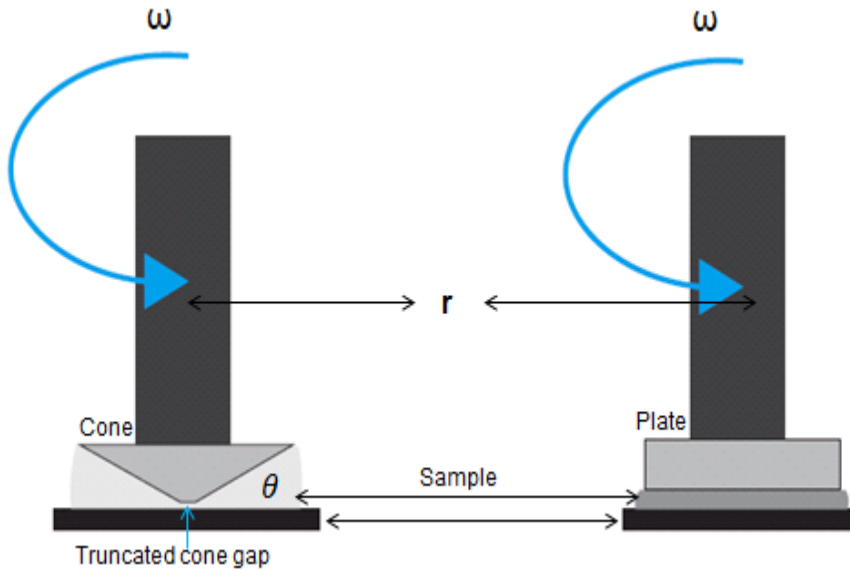 ω
ω
r
Cone
Plate
θ
Sample
Truncated cone gap